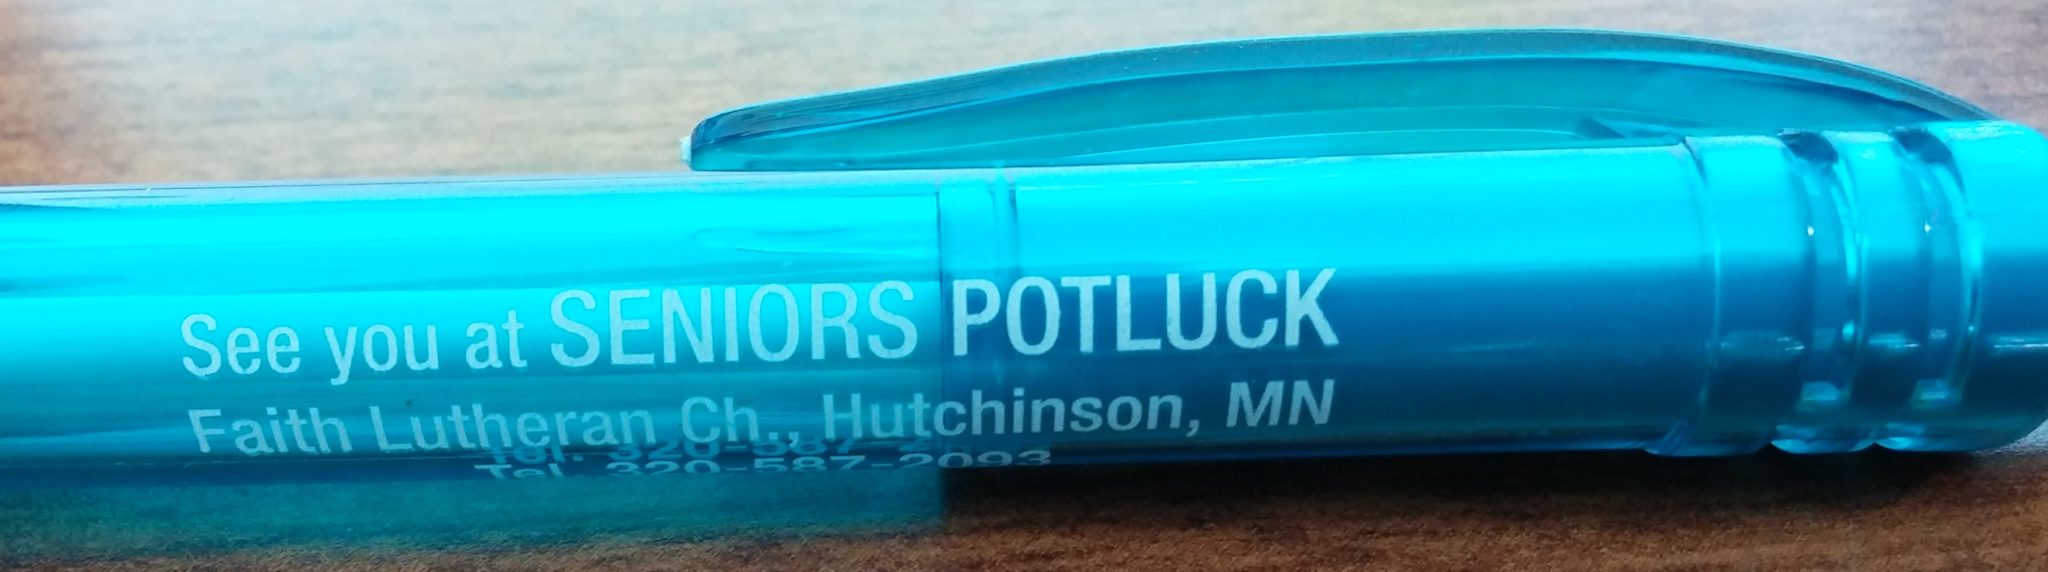 See you at SENIORS POTLUCK
Faith Lutheran Ch., Hutchinson, MN
Tel. 320-587-2093